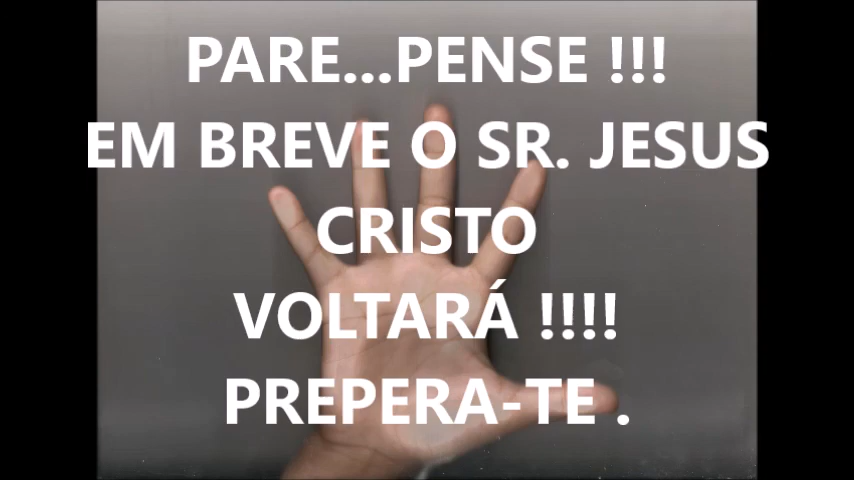 PARE...PENSE !!!
EM BREVE O SR. JESUS
CRISTO
VOLTARÁ !!!!
PREPERA-TE .